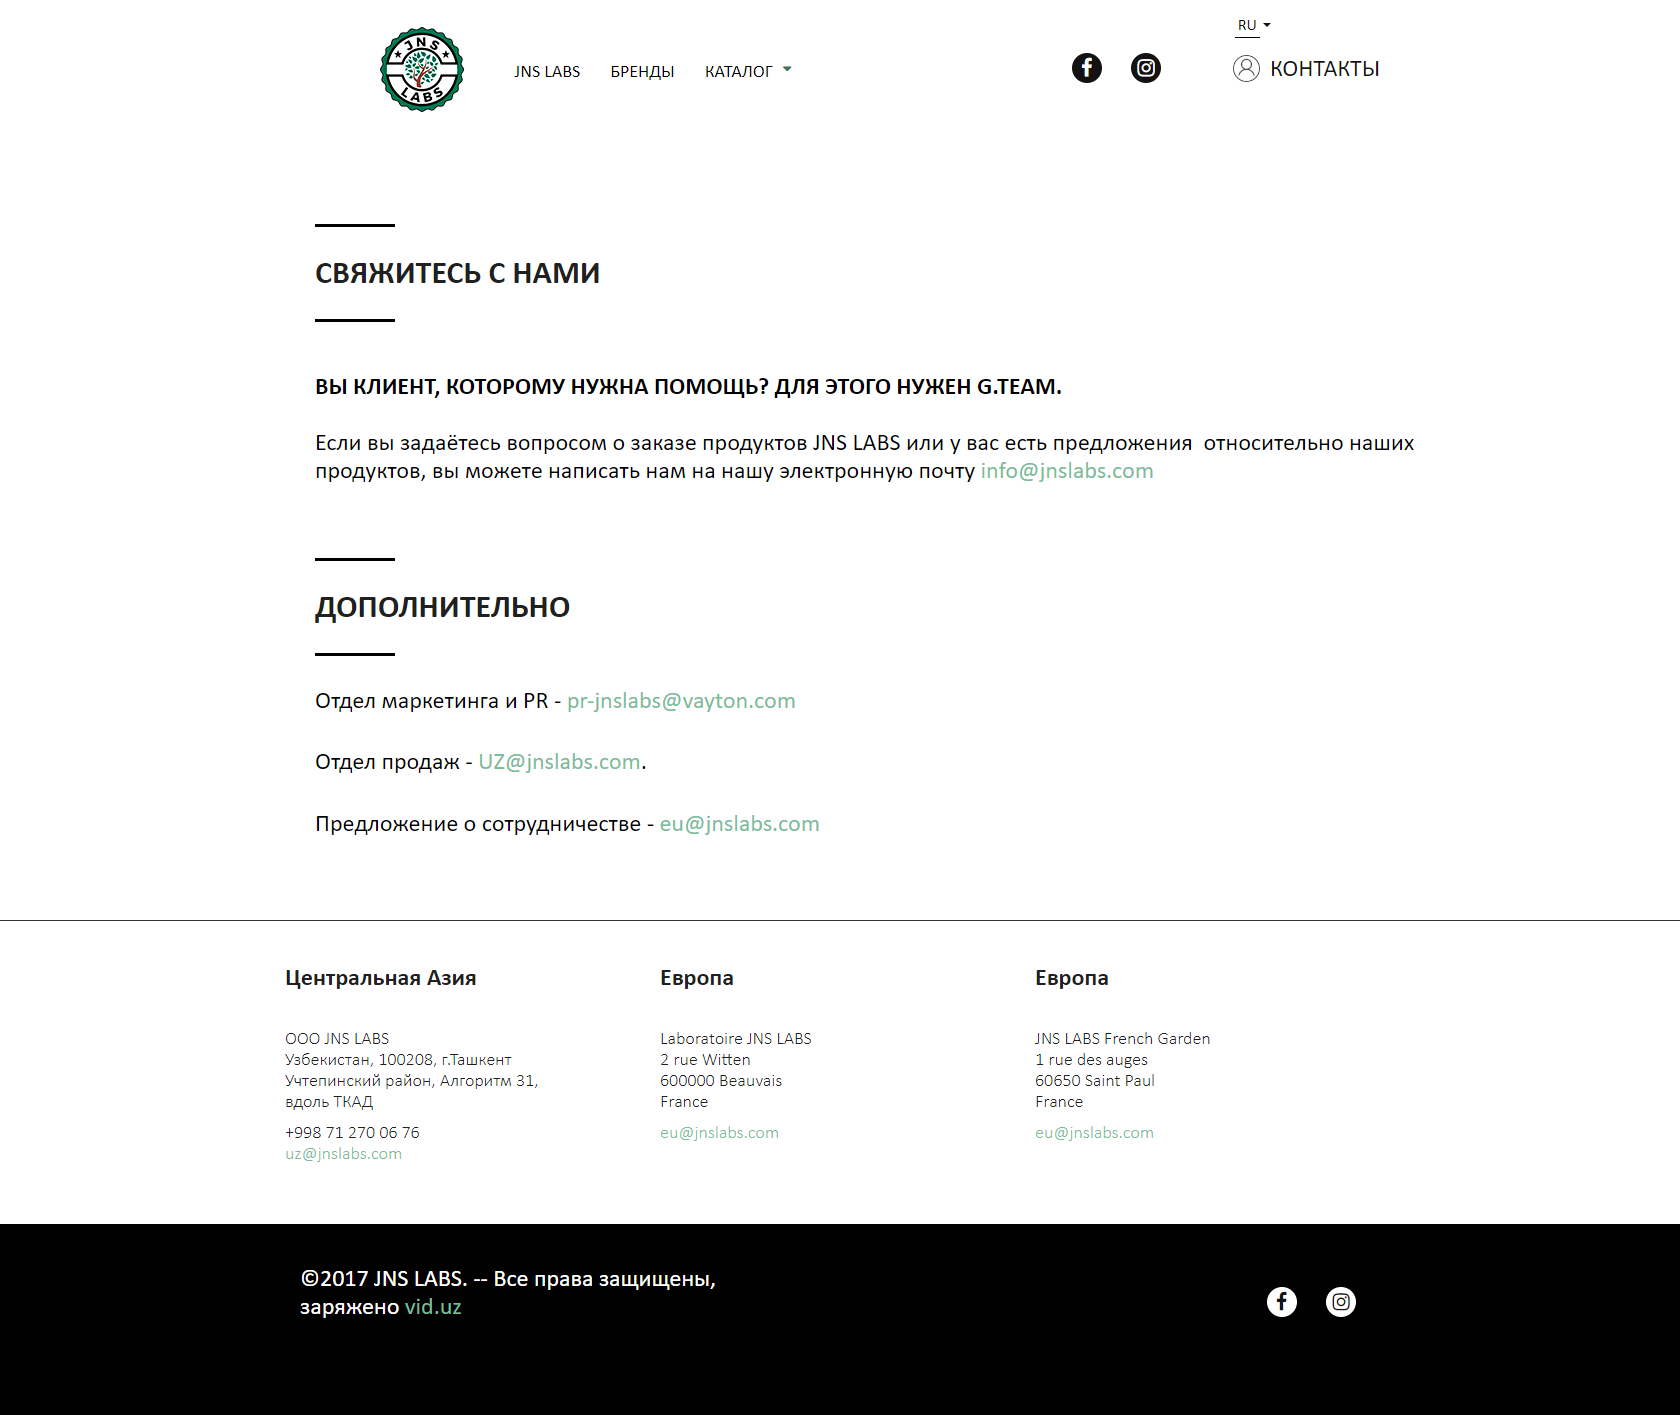 JNS
LABS
JNS LABS
БРЕНДЫ
КАТАЛОГ
RU
КОНТАКТЫ
СВЯЖИТЕСЬ С НАМИ
ВЫ КЛИЕНТ, КОТОРОМУ НУЖНА ПОМОЩЬ? ДЛЯ ЭТОГО НУЖЕН G.TEAM.
Если вы задаётесь вопросом о заказе продуктов JNS LABS или у вас есть предложения относительно наших
продуктов, вы можете написать нам на нашу электронную почту info@jnslabs.com
ДОПОЛНИТЕЛЬНО
Отдел маркетинга и PR - pr-jnslabs@vayton.com
Отдел продаж - UZ@jnslabs.com.
Предложение о сотрудничестве - eu@jnslabs.com
Центральная Азия
ООО JNS LABS
Узбекистан, 100208, г.Ташкент
Учтепинский район, Алгоритм 31,
вдоль ТКАД
+998 71 270 06 76
uz@jnslabs.com
Европа
Laboratoire JNS LABS
2 rue Witten
600000 Beauvais
France
eu@jnslabs.com
Европа
JNS LABS French Garden
1 rue des auges
60650 Saint Paul
France
eu@jnslabs.com
©2017 JNS LABS. -- Все права защищены,
заряжено vid.uz